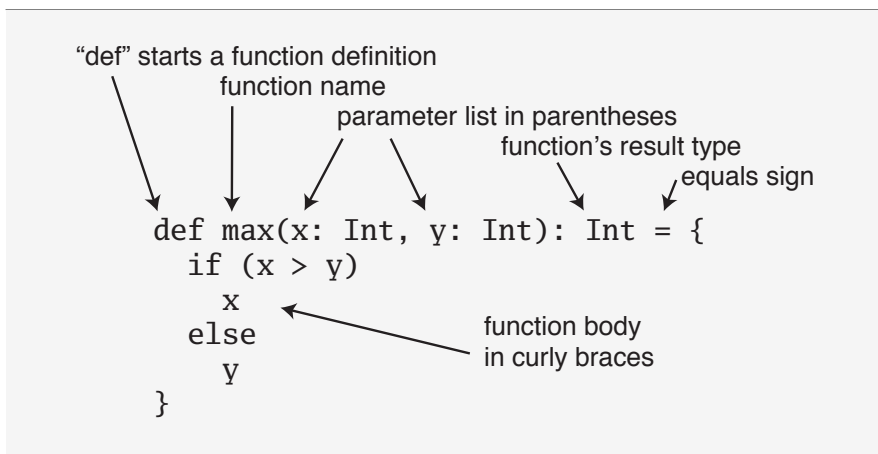 “def” starts a function definition
function name
parameter list in parentheses
function’s result type
equals sign
def max(x: Int, y: Int): Int = {
if (x > y)
x
else
y
}
function body
in curly braces